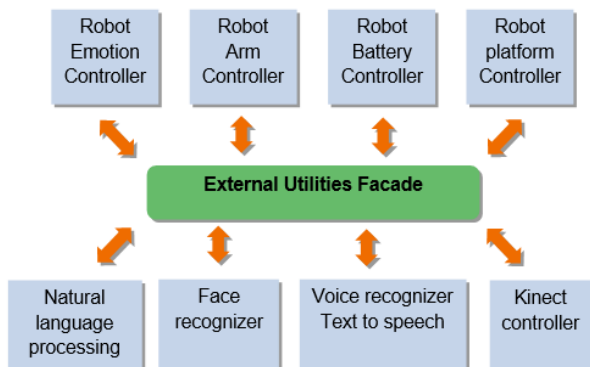 Robot
Emotion
Controller
Robot
Arm
Controller
Robot
Battery
Controller
Robot
platform
Controller
External Utilities Facade
Natural
language
processing
Face
recognizer
Voice recognizer
Text to speech
Kinect
controller